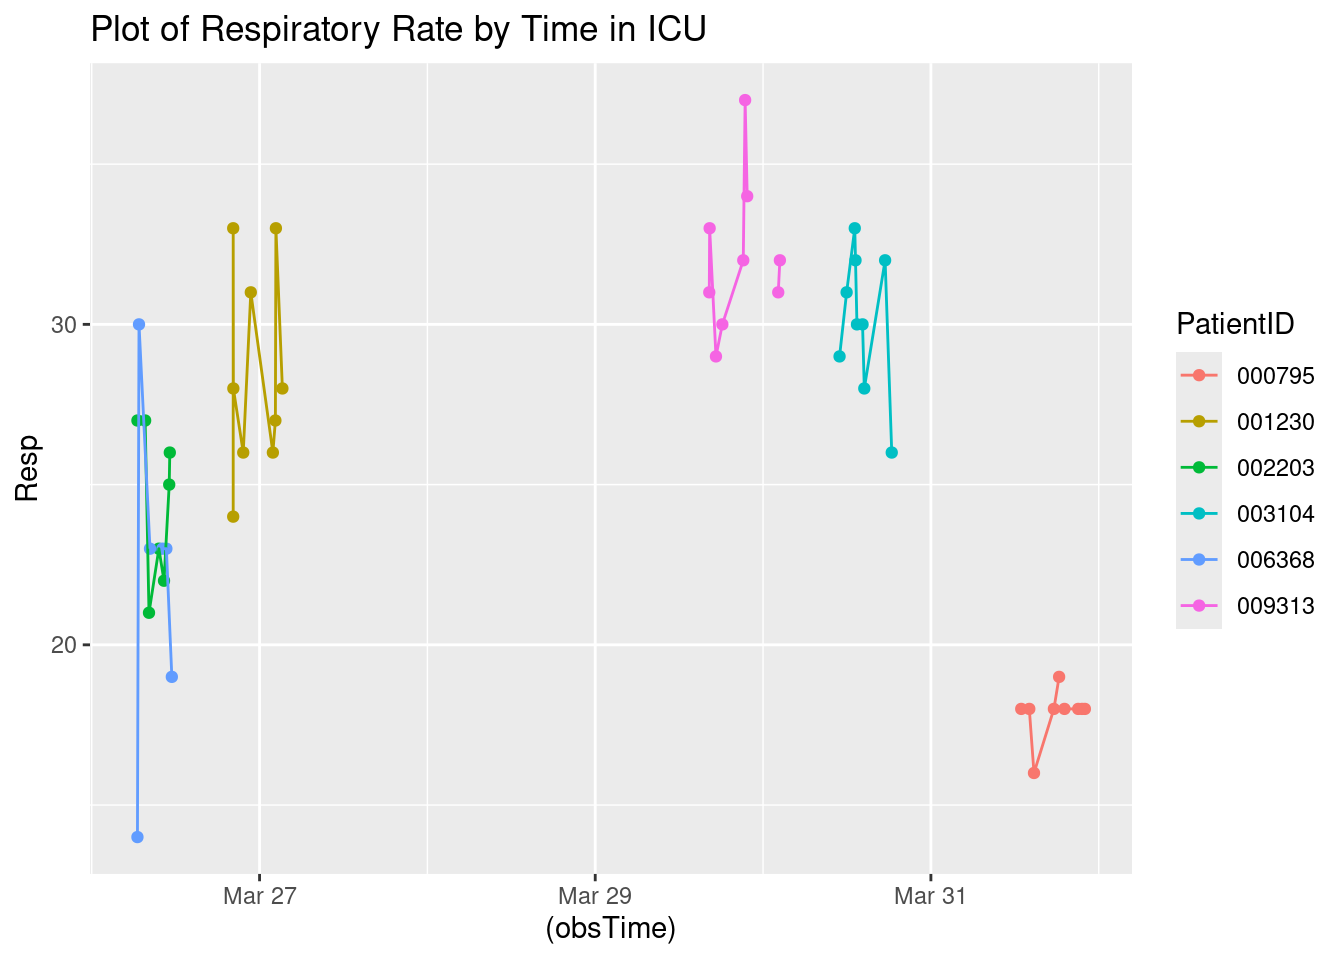 Plot of Respiratory Rate by Time in ICU
Resp
30
20
Mar 27
Mar 29
Mar 31
(obsTime)
PatientID
000795
001230
002203
003104
006368
009313